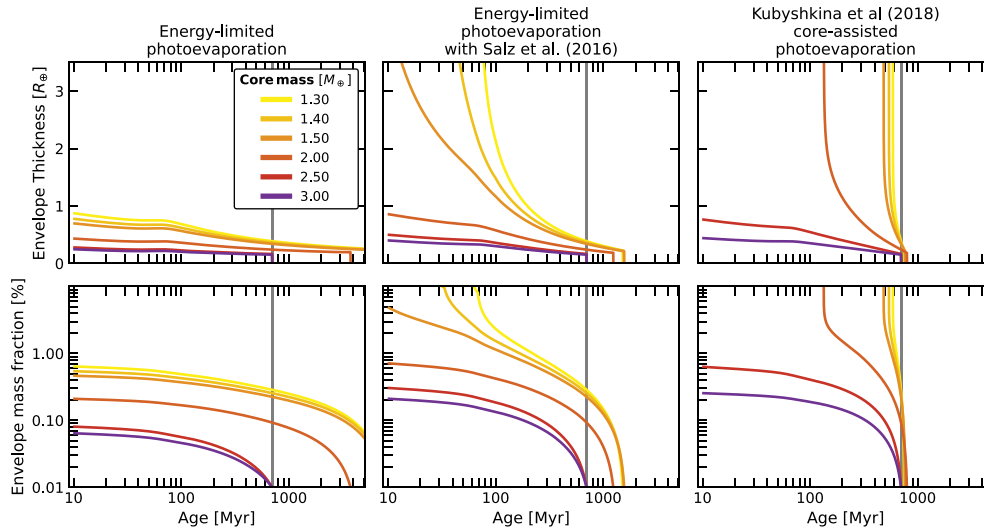 Energy-limited
photoevaporation
Energy-limited
photoevaporation
with Salz et al. (2016)
Kubyshkina et al (2018)
core-assisted
photoevaporation
Envelope Thickness [R⊕]
3
2
1
0
Core mass [M⊕]
1.30
1.40
1.50
2.00
2.50
3.00
Envelope mass fraction [%]
1.00
0.10
0.01
10
100
1000
Age [Myr]
10
100
1000
Age [Myr]
10
100
1000
Age [Myr]